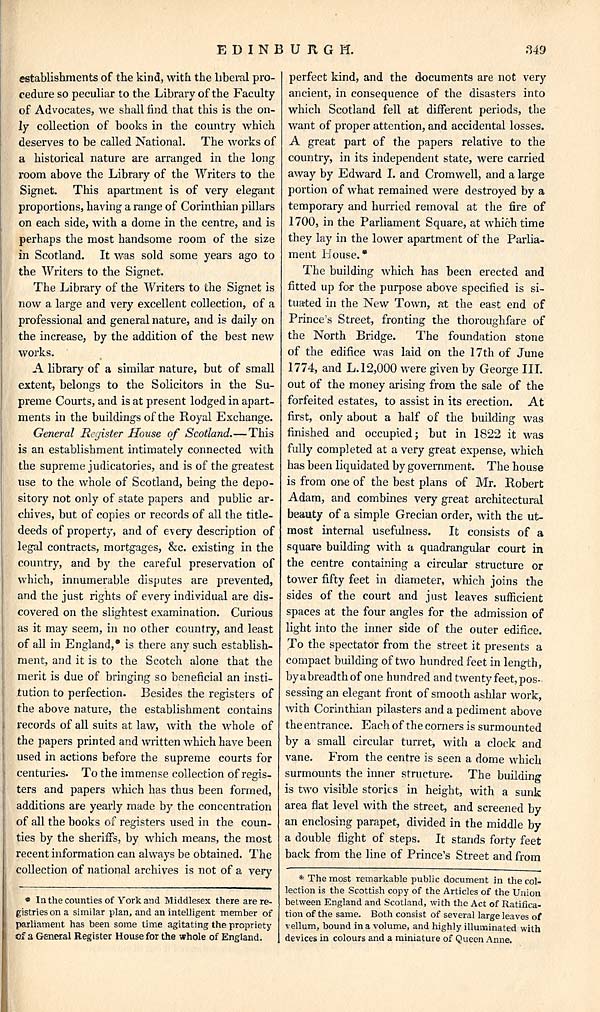 EDINBURGH.
349
establishments of the kind, with the liberal pro-
cedure so peculiar to the Library of the Faculty
of Advocates, we shall find that this is the on-
ly collection of books in the country which
deserves to be called National. The works of
a historical nature are arranged in the long
room above the Library of the Writers to the
Signet. This apartment is of very elegant
proportions, having a range of Corinthian pillars
on each side, with a dome in the centre, and is
perhaps the most handsome room of the size
in Scotland. It was sold some years ago to
the Writers to the Signet.
The Library of the Writers to the Signet is
now a large and very excellent collection, of a
professional and general nature, and is daily on
the increase, by the addition of the best new
works.
A library of a similar nature, but of small
extent, belongs to the Solicitors in the Su-
preme Courts, and is at present lodged in apart-
ments in the buildings of the Royal Exchange.
General Register House of Scotland.—This
is an establishment intimately connected with
the supreme judicatories, and is of the greatest
use to the whole of Scotland, being the depo-
sitory not only of state papers and public ar-
chives, but of copies or records of all the title-
deeds of property, and of every description of
legal contracts, mortgages, &c. existing in the
country, and by the careful preservation of
which, innumerable disputes are prevented,
and the just rights of every individual are dis-
covered on the slightest examination. Curious
as it may seem, in no other country, and least
of all in England,* is there any such establish-
ment, and it is to the Scotch alone that the
merit is due of bringing so beneficial an insti-
tution to perfection. Besides the registers of
the above nature, the establishment contains
records of all suits at law, with the whole of
the papers printed and written which have been
used in actions before the supreme courts for
centuries. To the immense collection of regis-
ters and papers which has thus been formed,
additions are yearly made by the concentration
of all the books of registers used in the coun-
ties by the sheriffs, by which means, the most
recent information can always be obtained. The
collection of national archives is not of a very
* In the counties of York and Middlesex there are re-
gistries on a similar plan, and an intelligent member of
parliament has been some time agitating the propriety
of a General Register House for the whole of England.
perfect kind, and the documents are not very
ancient, in consequence of the disasters into
which Scotland fell at different periods, the
want of proper attention, and accidental losses.
A great part of the papers relative to the
country, in its independent state, were carried
away by Edward I. and Cromwell, and a large
portion of what remained were destroyed by a
temporary and hurried removal at the fire of
1700, in the Parliament Square, at which time
they lay in the lower apartment of the Parlia-
ment House.*
The building which has been erected and
fitted up for the purpose above specified is si-
tuated in the New Town, at the east end of
Prince's Street, fronting the thoroughfare of
the North Bridge. The foundation stone
of the edifice was laid on the 17th of June
1774, and L.12,000 were given by George III.
out of the money arising from the sale of the
forfeited estates, to assist in its erection. At
first, only about a half of the building was
finished and occupied; but in 1822 it was
fully completed at a very great expense, which
has been liquidated by government. The house
is from one of the best plans of Mr. Robert
Adam, and combines very great architectural
beauty of a simple Grecian order, with the ut-
most internal usefulness. It consists of a
square building with a quadrangular court in
the centre containing a circular structure or
tower fifty feet in diameter, which joins the
sides of the court and just leaves sufficient
spaces at the four angles for the admission of
light into the inner side of the outer edifice.
To the spectator from the street it presents a
compact building of two hundred feet in length,
by a breadth of one hundred and twenty feet, pos-
sessing an elegant front of smooth ashlar work,
with Corinthian pilasters and a pediment above
the entrance. Each of the corners is surmounted
by a small circular turret, with a clock and
vane. From the centre is seen a dome which
surmounts the inner structure. The building
is two visible stories in height, with a sunk
area flat level with the street, and screened by
an enclosing parapet, divided in the middle by
a double flight of steps. It stands forty feet
back from the line of Prince's Street and from
* The most remarkable public document in the col-
lection is the Scottish copy of the Articles of the Union
between England and Scotland, with the Act of Ratifica-
tion of the same. Both consist of several large leaves of
vellum, bound in a volume, and highly illuminated with
devices in colours and a miniature of Queen Anne.